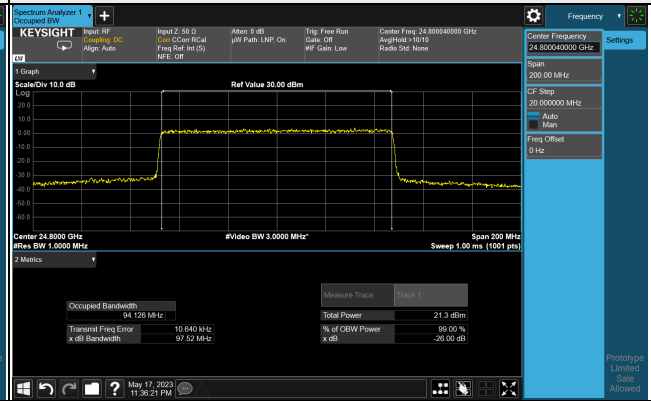 Spectrum Analyzer 1
Occupied BW
Frequency
KEYSIGHT
Input: RF
Coupling: DC
Align: Auto
Input Z: 50 Ω
Corr CCorr RCal
Freq Ref: Int (S)
NFE: Off
Atten: 0 dB
µW Path: LNP, On
Trig: Free Run
Gate: Off
#IF Gain: Low
Center Freq: 24.800040000 GHz
Avg|Hold:>10/10
Radio Std: None
LXI
Center Frequency
24.800040000 GHz
Settings
Span
200.00 MHz
CF Step
20.000000 MHz
Auto
Man
Freq Offset
0 Hz
1 Graph
Scale/Div 10.0 dB
Ref Value 30.00 dBm
Log
20.0
10.0
0.00
-10.0
-20.0
-30.0
-40.0
-50.0
-60.0
Center 24.8000 GHz
#Video BW 3.0000 MHz*
Span 200 MHz
#Res BW 1.0000 MHz
Sweep 1.00 ms (1001 pts)
2 Metrics
Measure Trace
Trace 1
Occupied Bandwidth
94.126 MHz
Total Power
21.3 dBm
Transmit Freq Error
10.640 kHz
% of OBW Power
99.00 %
x dB Bandwidth
97.52 MHz
x dB
-26.00 dB
Prototype
Limited
Sale
Allowed
May 17, 2023
11:36:21 PM